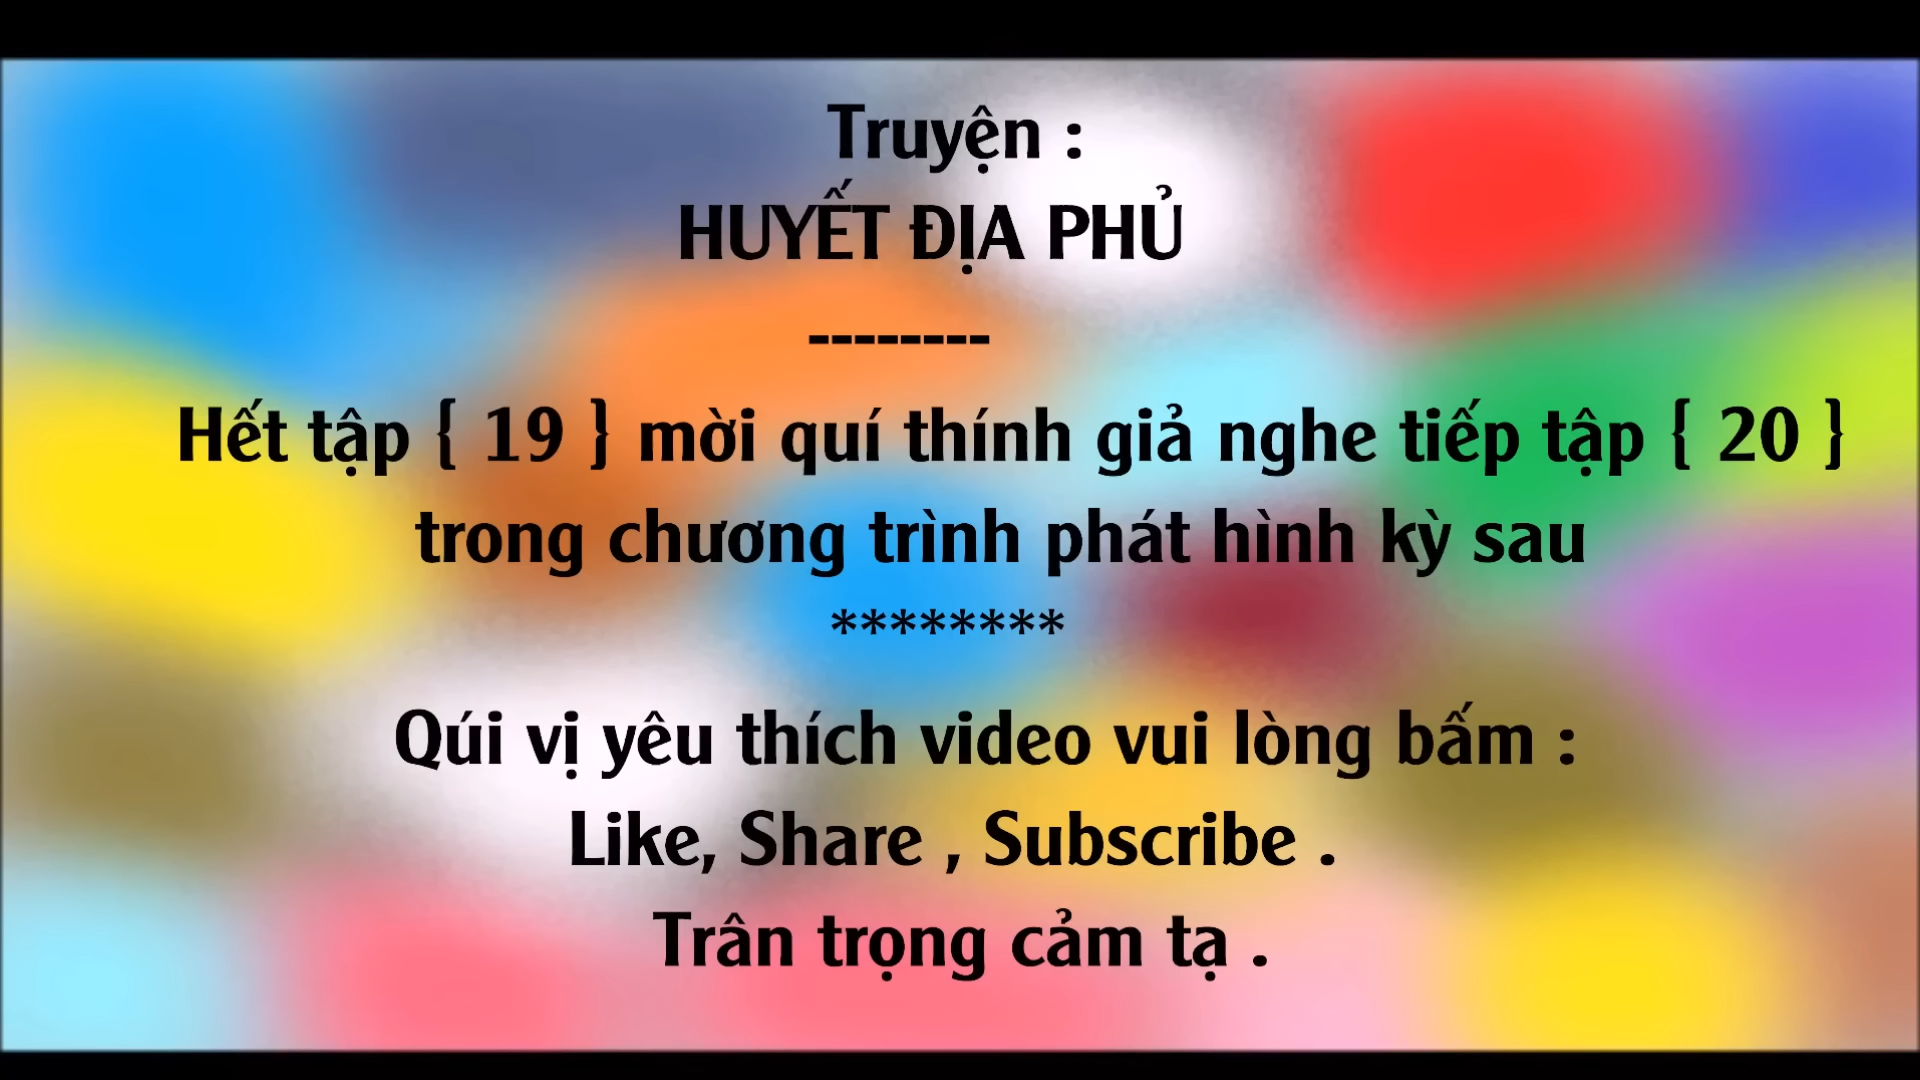 Truyện :
HUYẾT ĐỊA PHỦ
--------
Hết tập { 19 } mời quí thính giả nghe tiếp tập { 20 }
trong chương trình phát hình kỳ sau
********
Qúi vị yêu thích video vui lòng bấm :
Like, Share , Subscribe .
Trân trọng cảm tạ .